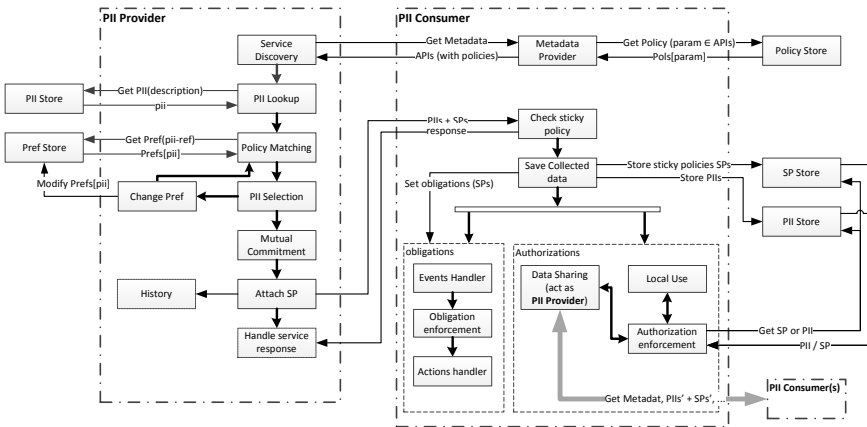 PII Provider
PII Consumer
Service
Discovery
Get Metadata
APIs (with policies)
Metadata
Provider
Get Policy (param ∈ APIs)
Pols[param]
Policy Store
PII Store
Get PII(description)
pii
PII Lookup
Pref Store
Get Pref(pii-ref)
Prefs[pii]
Policy Matching
PIIs + SPs
response
Check sticky
policy
Modify Prefs[pii]
Change Pref
PII Selection
Set obligations (SPs)
Save Collected
data
Store sticky policies SPs
Store PIIs
SP Store
PII Store
Mutual
Commitment
History
Attach SP
Handle service
response
obligations
Events Handler
Obligation
enforcement
Actions handler
Authorizations
Data Sharing
(act as
PII Provider)
Local Use
Authorization
enforcement
Get SP or PII
PII / SP
Get Metadat, PIIs' + SPs', ...
PII Consumer(s)